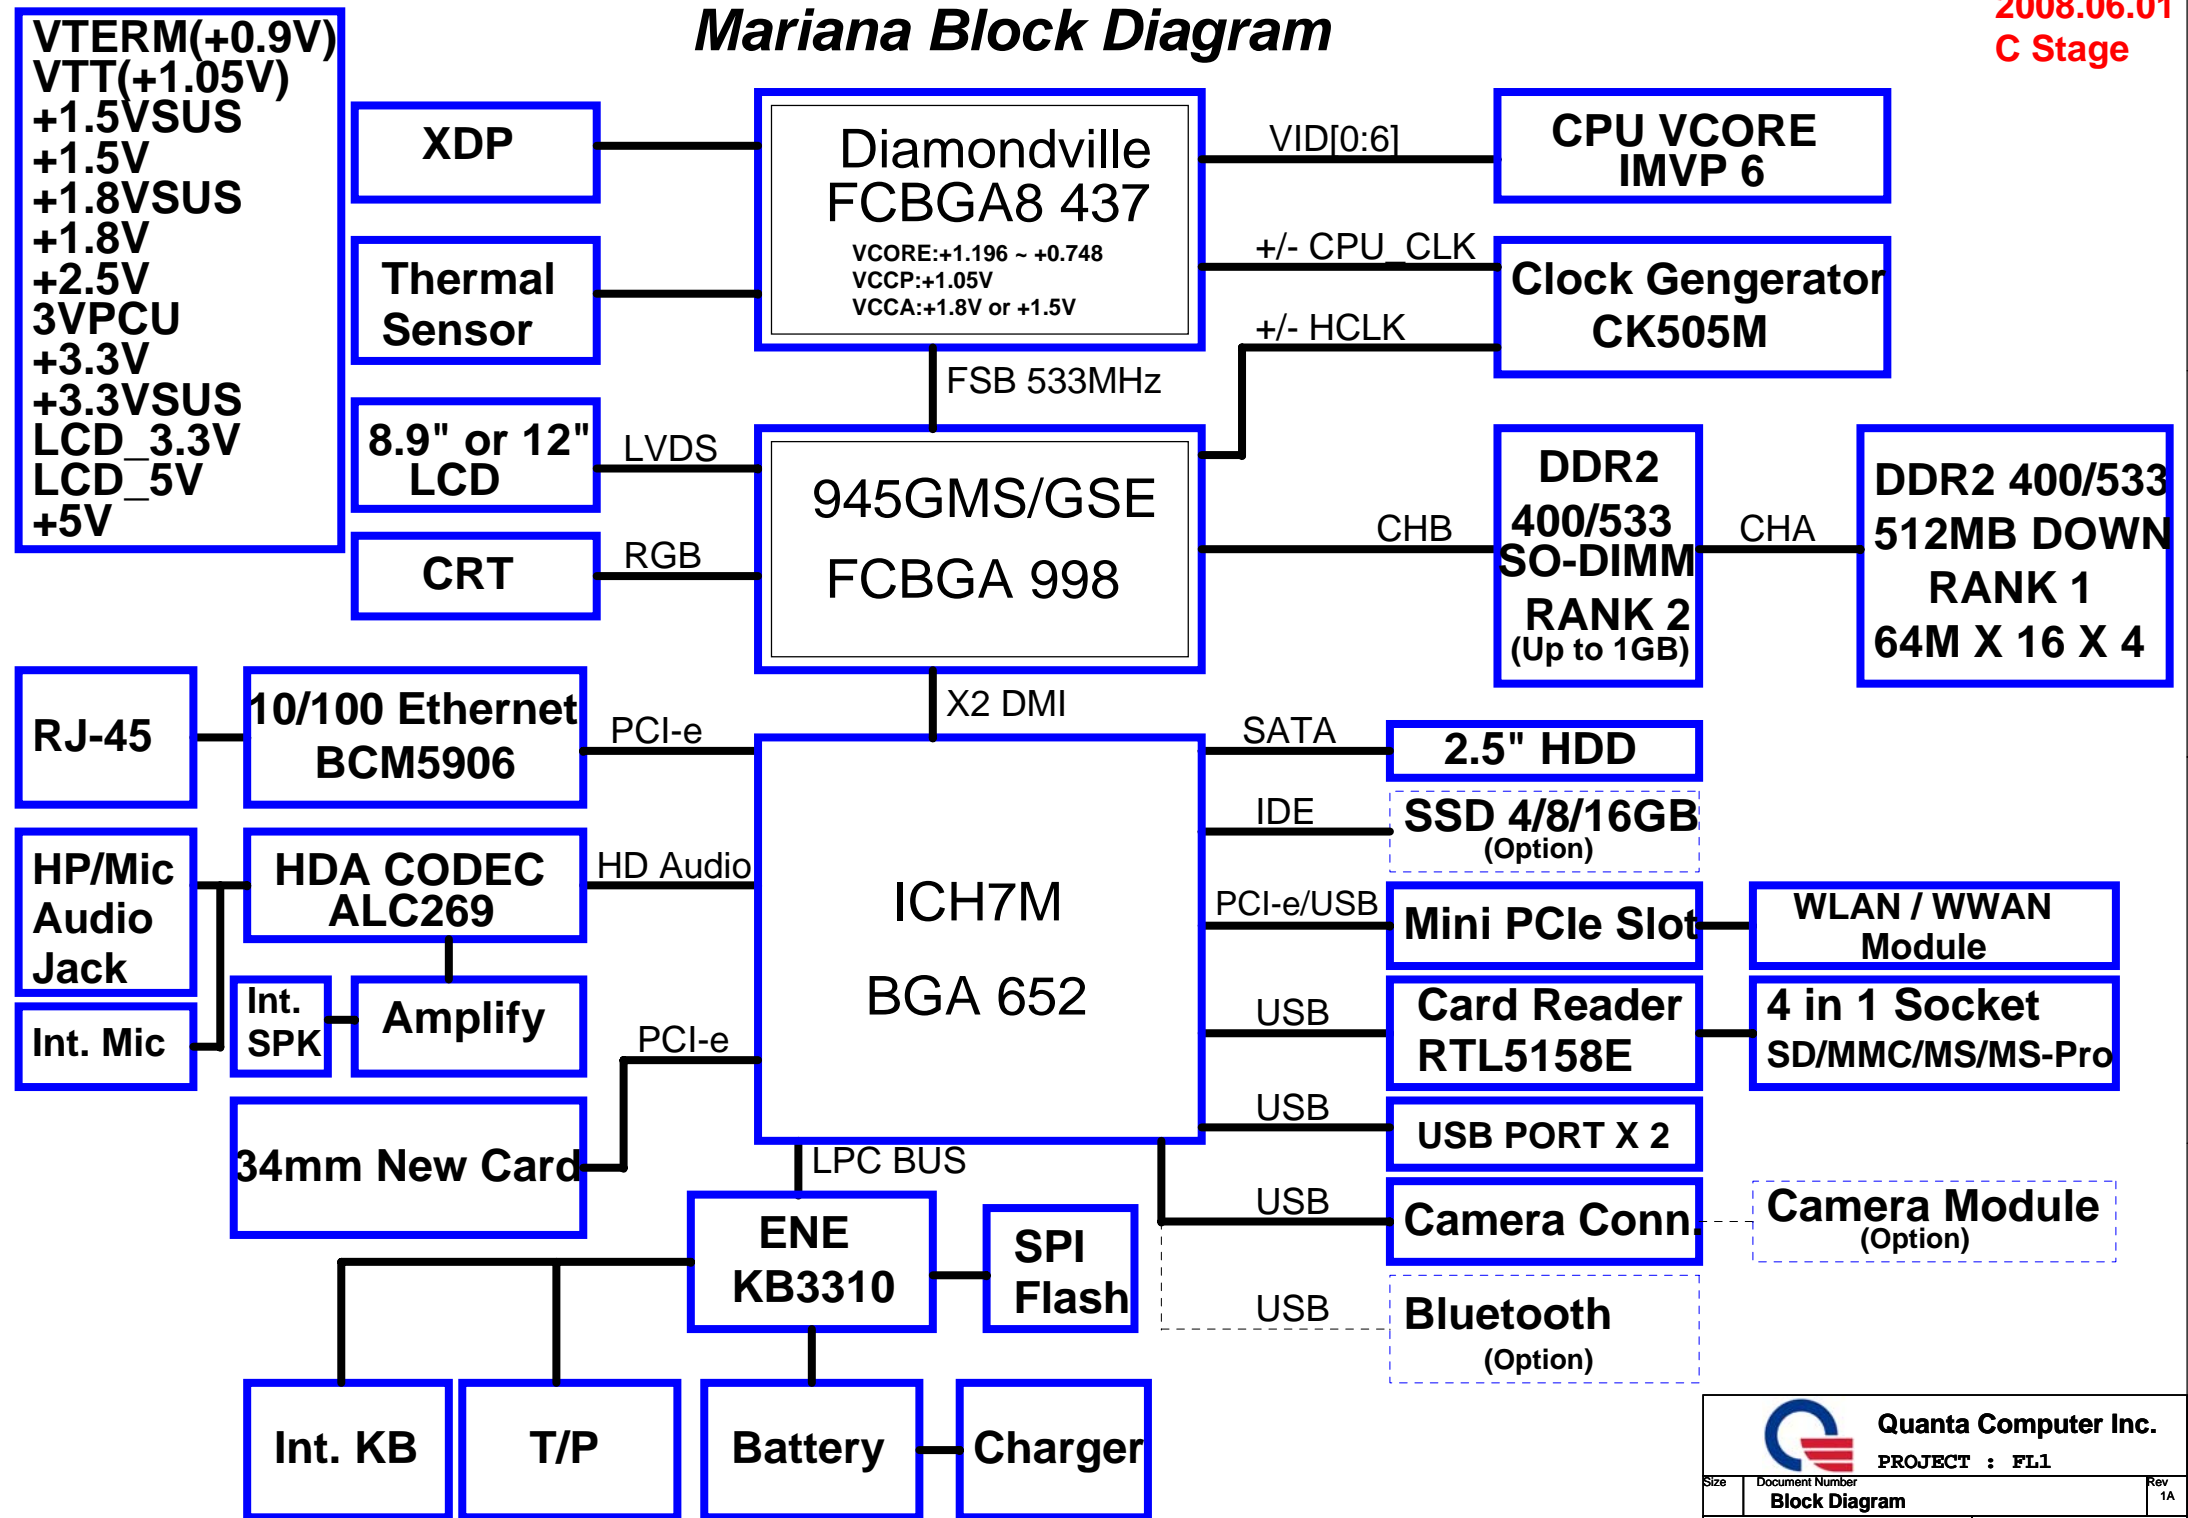 Mariana Block Diagram
2008.06.01
C Stage
VTERM(+0.9V)
VTT(+1.05V)
+1.5VSUS
+1.5V
+1.8VSUS
+1.8V
+2.5V
3VPCU
+3.3V
+3.3VSUS
LCD_3.3V
LCD_5V
+5V
XDP
Thermal
Sensor
8.9" or 12"
LCD
CRT
LVDS
RGB
Diamondville
FCBGA8 437
VCORE:+1.196 ~ +0.748
VCCP:+1.05V
VCCA:+1.8V or +1.5V
FSB 533MHz
VID[0:6]
CPU VCORE
IMVP 6
+/- CPU_CLK
+/- HCLK
Clock Gengerator
CK505M
945GMS/GSE
FCBGA 998
CHB
DDR2
400/533
SO-DIMM
RANK 2
(Up to 1GB)
CHA
DDR2 400/533
512MB DOWN
RANK 1
64M X 16 X 4
X2 DMI
RJ-45
10/100 Ethernet
BCM5906
PCI-e
HP/Mic
Audio
Jack
HDA CODEC
ALC269
HD Audio
Int. Mic
Int.
SPK
Amplify
PCI-e
34mm New Card
ICH7M
BGA 652
SATA
2.5" HDD
IDE
SSD 4/8/16GB
(Option)
PCI-e/USB
Mini PCIe Slot
WLAN / WWAN
Module
USB
Card Reader
RTL5158E
4 in 1 Socket
SD/MMC/MS/MS-Pro
USB
USB PORT X 2
USB
Camera Conn.
Camera Module
(Option)
USB
Bluetooth
(Option)
LPC BUS
ENE
KB3310
SPI
Flash
Int. KB
T/P
Battery
Charger
Quanta Computer Inc.
PROJECT : FL1
Size
Document Number
Rev
Block Diagram
1A